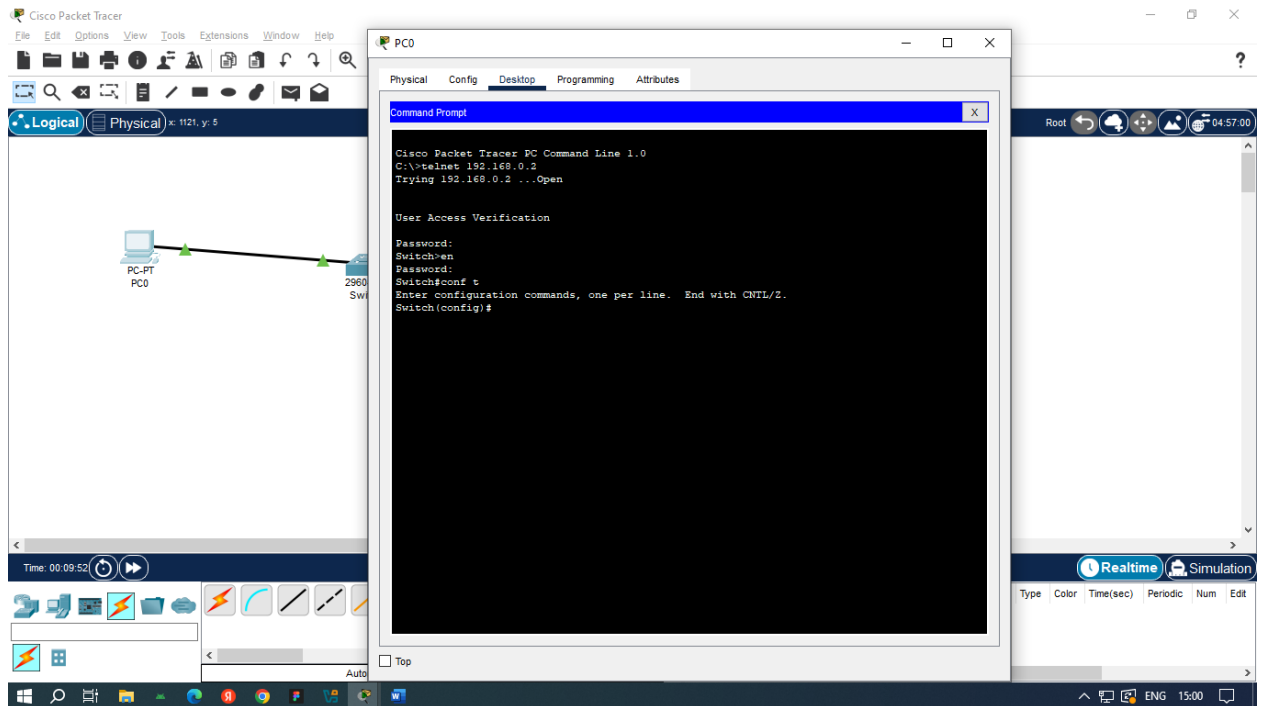 Cisco Packet Tracer
File Edit Options View Tools Extensions Window Help
?
Logical Physical x: 1121, y: 5
Root 04:57:00
PC-PT
PC0
2960
Swi
PC0
Physical Config Desktop Programming Attributes
Command Prompt X
Cisco Packet Tracer PC Command Line 1.0
C:\>telnet 192.168.0.2
Trying 192.168.0.2 ...Open
User Access Verification
Password:
Switch>en
Password:
Switch#conf t
Enter configuration commands, one per line.  End with CNTL/Z.
Switch(config)#
Top
Time: 00:09:52
Realtime Simulation
Auto
Type Color Time(sec) Periodic Num Edit
ENG 15:00